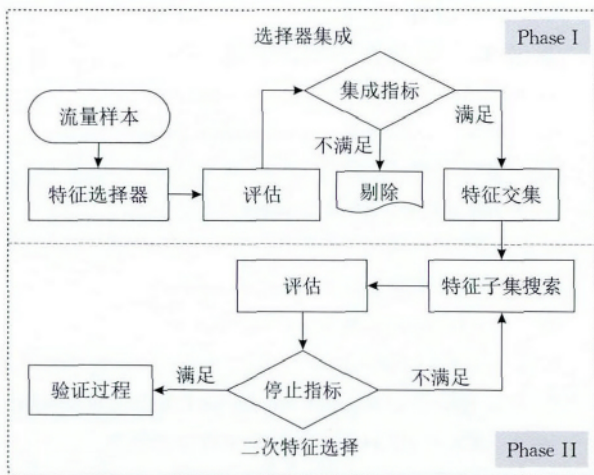 选择器集成
Phase I
流量样本
集成指标
满足
不满足
特征选择器
评估
剔除
特征交集
评估
特征子集搜索
满足
不满足
验证过程
停止指标
二次特征选择
Phase II